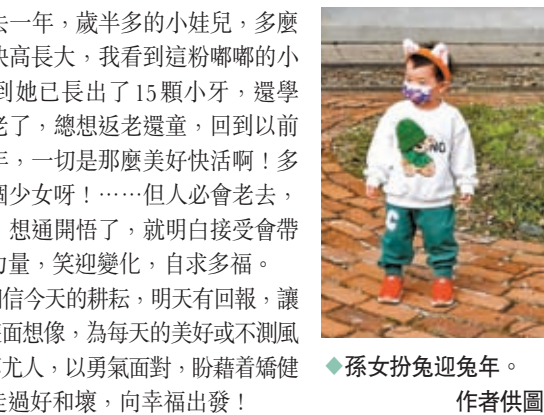 去一年，歲半多的小娃兒，多麼
快高長大，我看到這粉嘟嘟的小
到她已長出了15顆小牙，還學
老了，總想返老還童，回到以前
年，一切是那麼美好快活啊！多
個少女呀！……但人必會老去，
想通開悟了，就明白接受會帶
力量，笑迎變化，自求多福。
相信今天的耕耘，明天有回報，讓
面想像，為每天的美好或不測風
尤人，以勇氣面對，盼藉着矯健
走過好和壞，向幸福出發！
NO
◆孫女扮兔迎兔年。
作者供圖